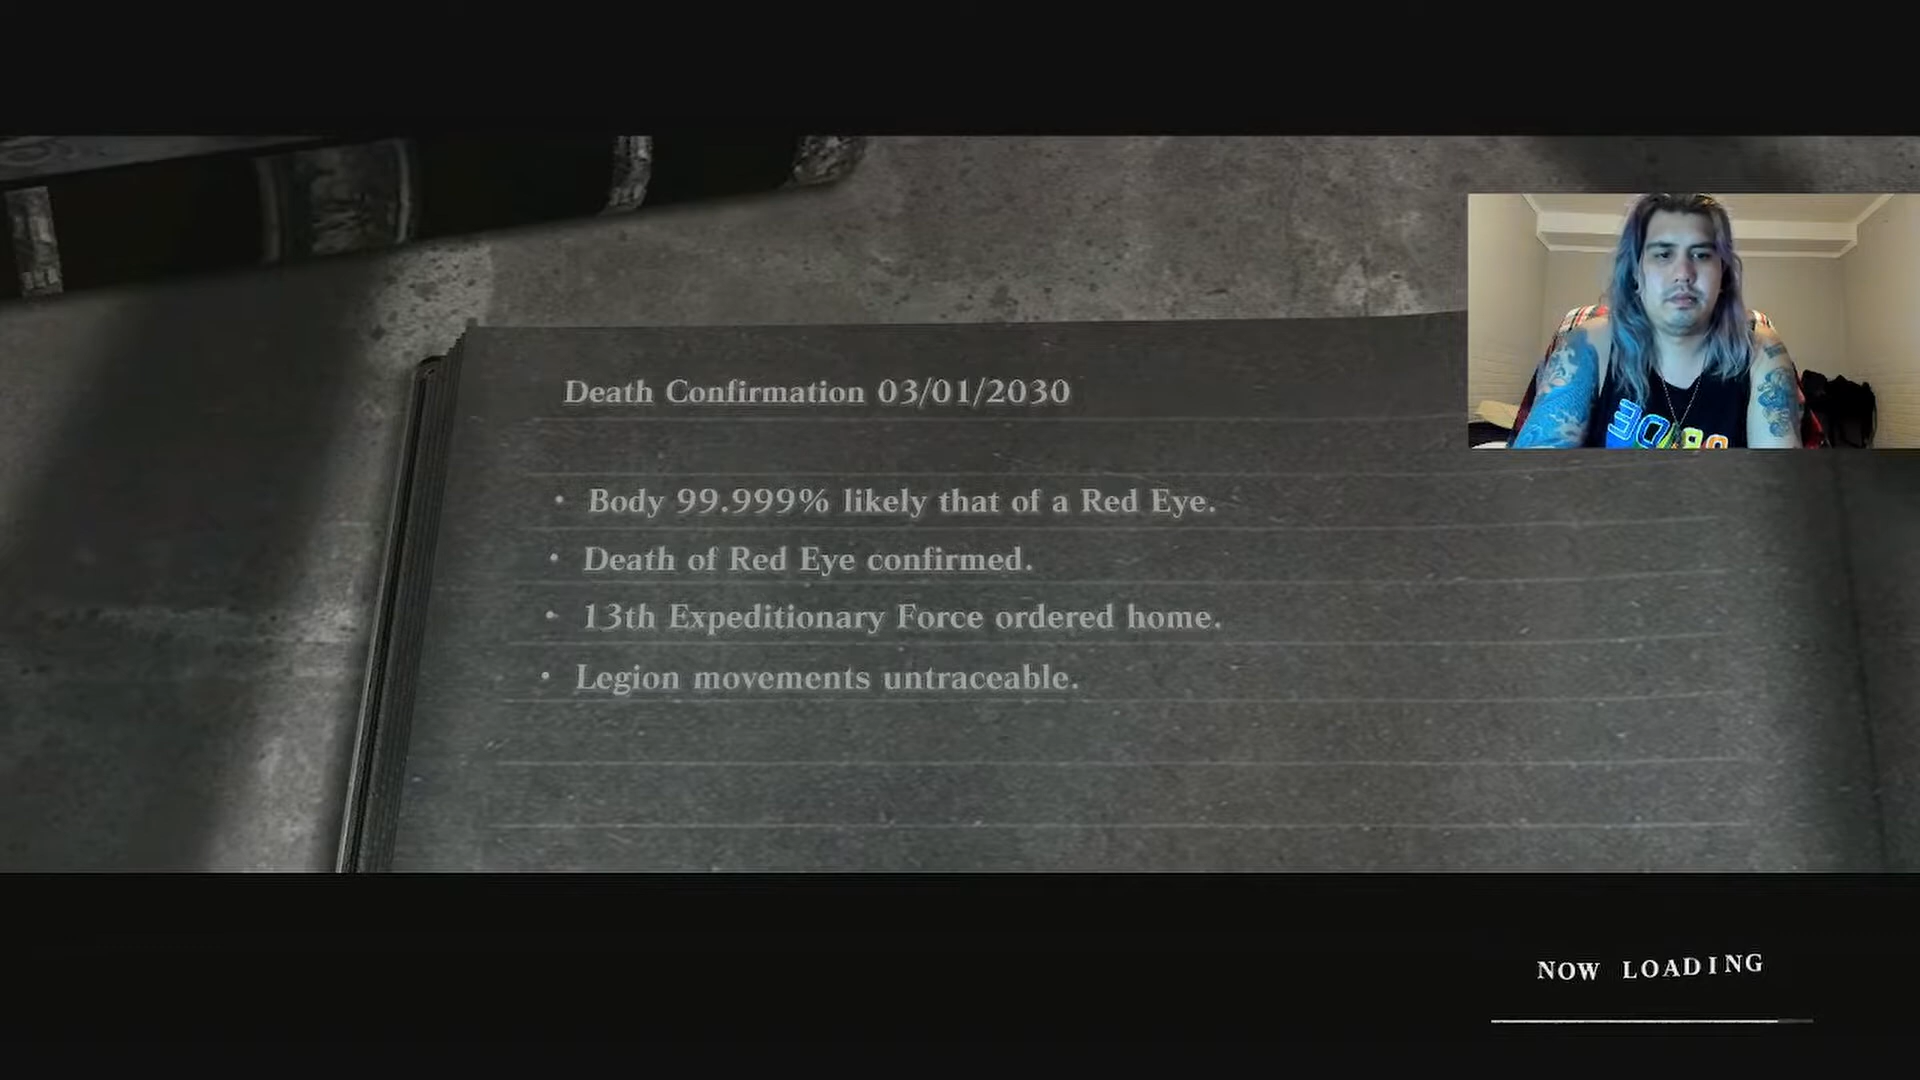 Death Confirmation 03/01/2030
• Body 99.999% likely that of a Red Eye.
• Death of Red Eye confirmed.
• 13th Expeditionary Force ordered home.
• Legion movements untraceable.
NOW LOADING